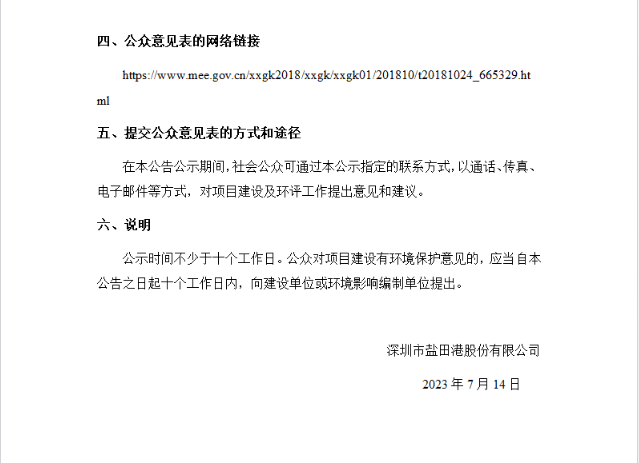 四、公众意见表的网络链接
https://www.mee.gov.cn/xxgk2018/xxgk/xxgk01/201810/t20181024_665329.ht
ml
五、提交公众意见表的方式和途径
在本公告公示期间,社会公众可通过本公示指定的联系方式,以通话、传真、
电子邮件等方式，对项目建设及环评工作提出意见和建议。
六、说明
公示时间不少于十个工作日。公众对项目建设有环境保护意见的，应当自本
公告之日起十个工作日内，向建设单位或环境影响编制单位提出。
深圳市盐田港股份有限公司
2023 年 7 月 14 日